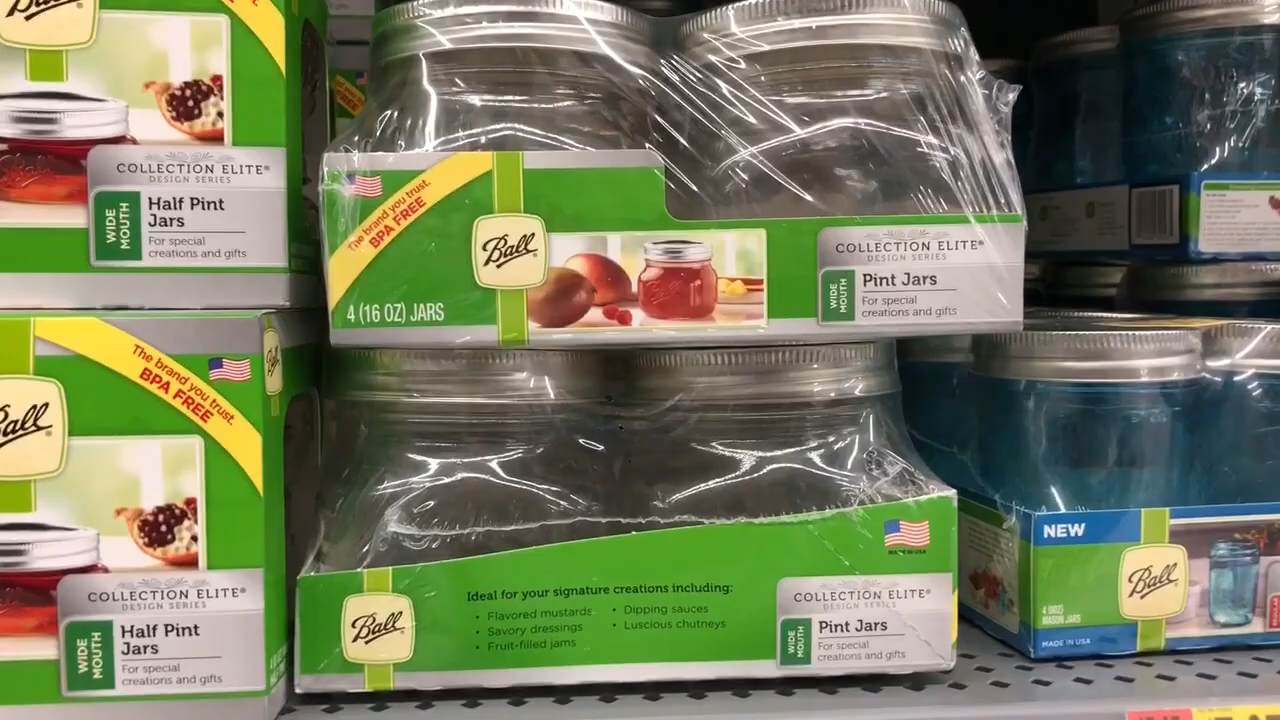 Ball
COLLECTION ELITE®
DESIGN SERIES
WIDE MOUTH
Half Pint
Jars
For special
creations and gifts
The brand you trust.
BPA FREE
Ball
COLLECTION ELITE®
DESIGN SERIES
WIDE MOUTH
Half Pint
Jars
For special
creations and gifts
The brand you trust.
BPA FREE
Ball®
4 (16 OZ) JARS
COLLECTION ELITE®
DESIGN SERIES
WIDE MOUTH
Pint Jars
For special
creations and gifts
MADE IN USA
Ideal for your signature creations including:
• Flavored mustards
• Savory dressings
• Fruit-filled jams
• Dipping sauces
• Luscious chutneys
Ball®
COLLECTION ELITE®
DESIGN SERIES
WIDE MOUTH
Pint Jars
For special
creations and gifts
NEW
Ball®
MASON JARS
MADE IN USA